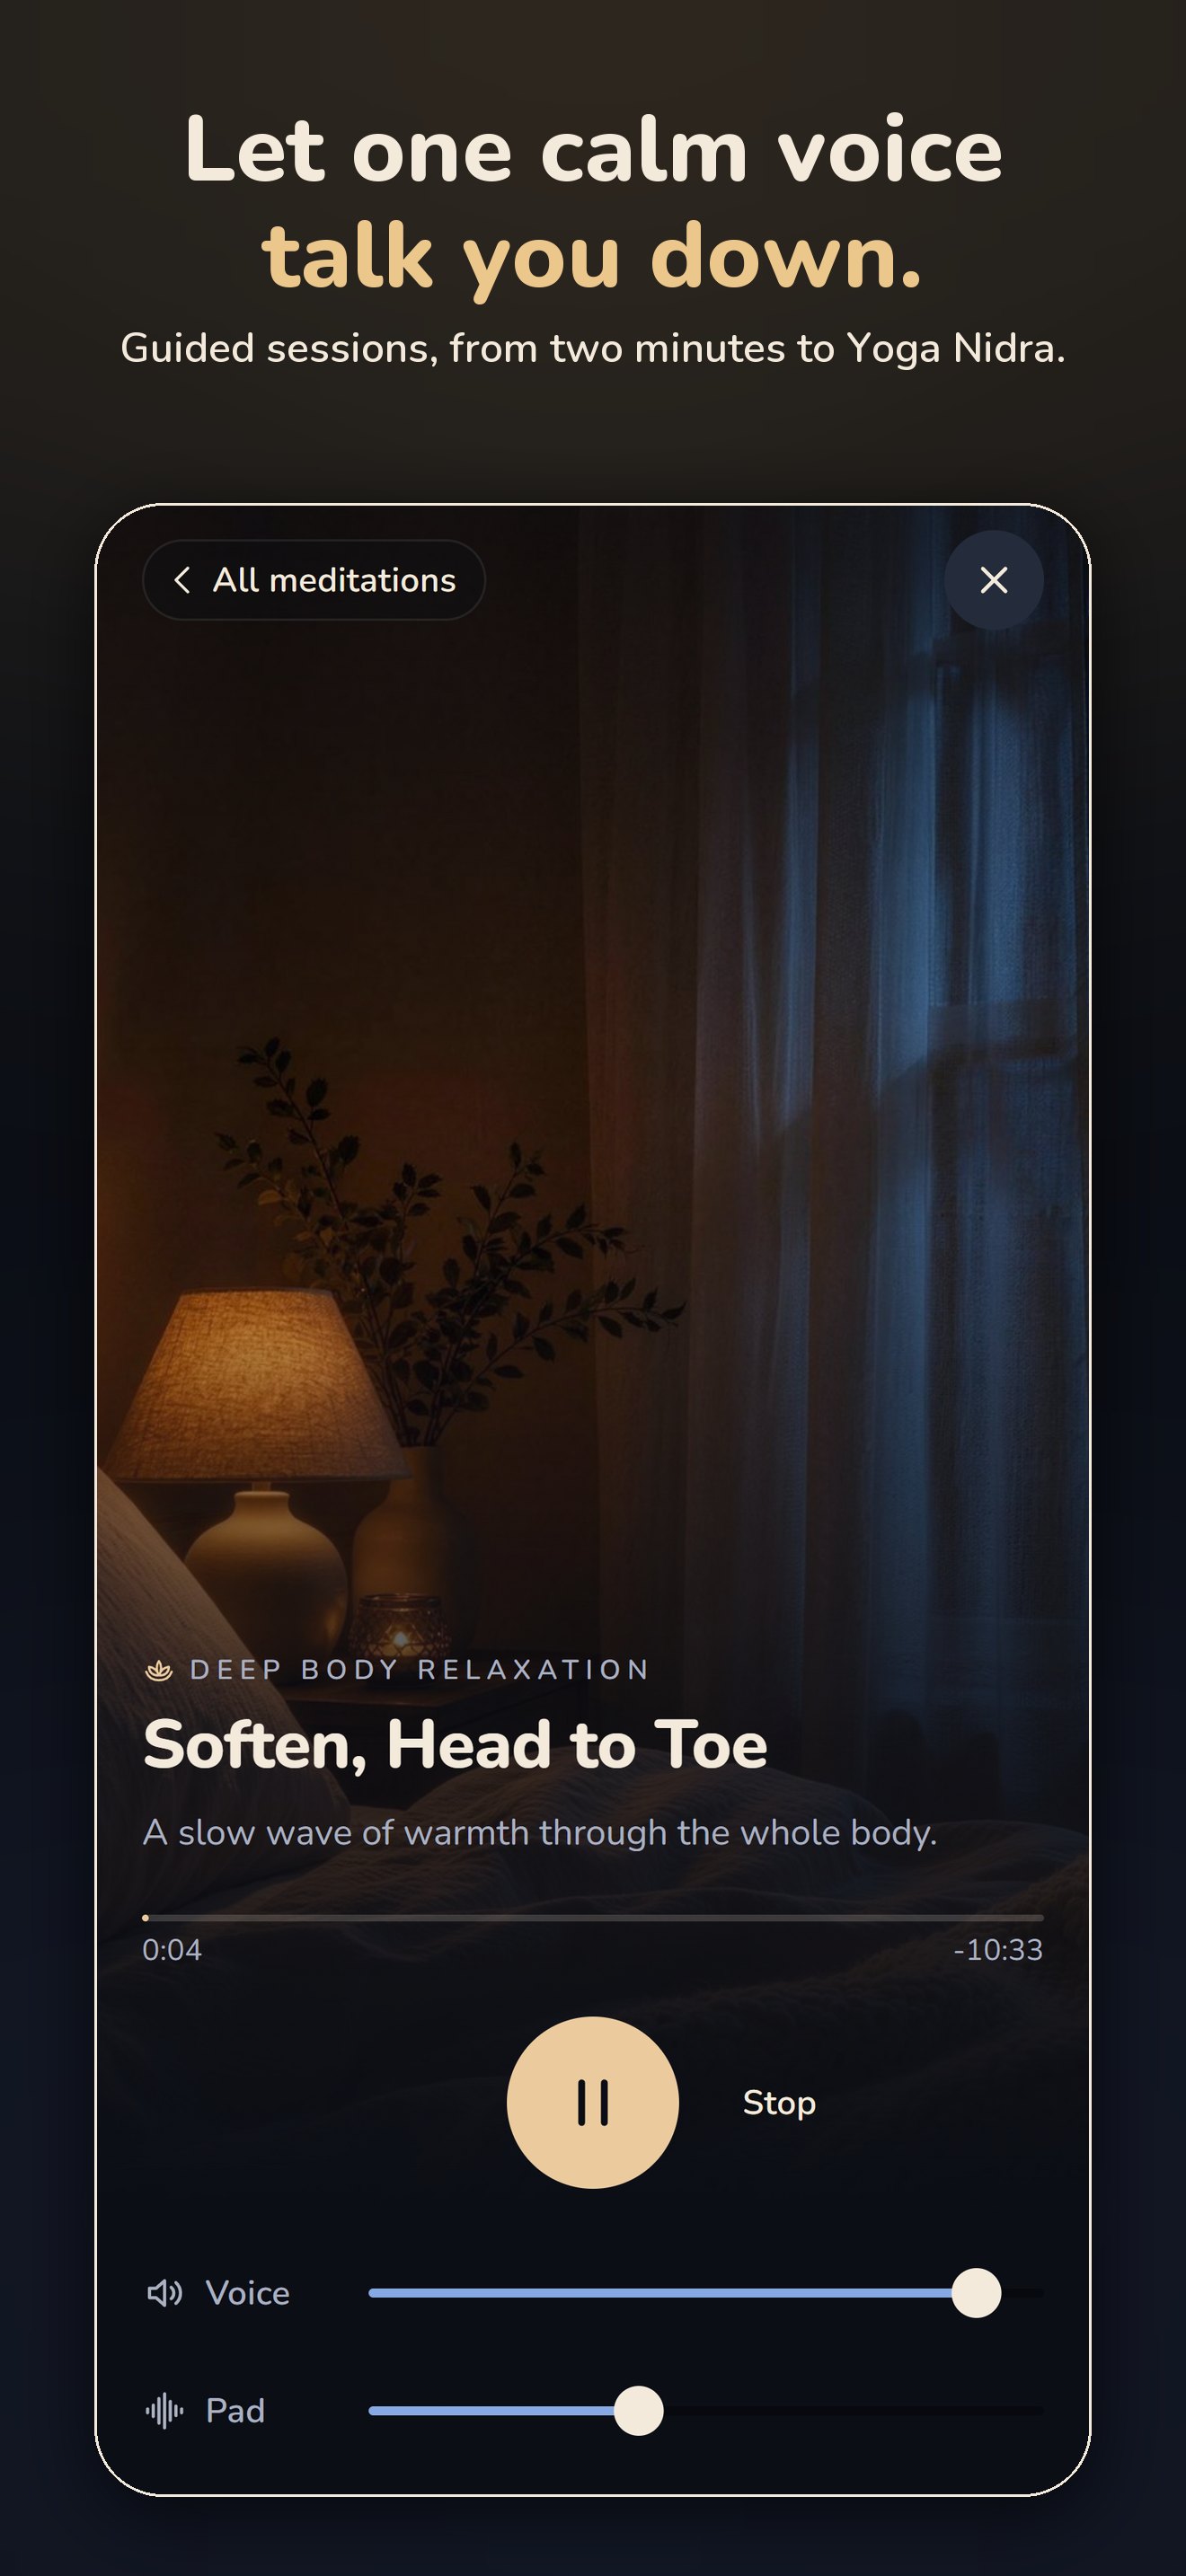 Let one calm voice
talk you down.
Guided sessions, from two minutes to Yoga Nidra.
All meditations
DEEP BODY RELAXATION
Soften, Head to Toe
A slow wave of warmth through the whole body.
0:04 -10:33
Stop
Voice
Pad